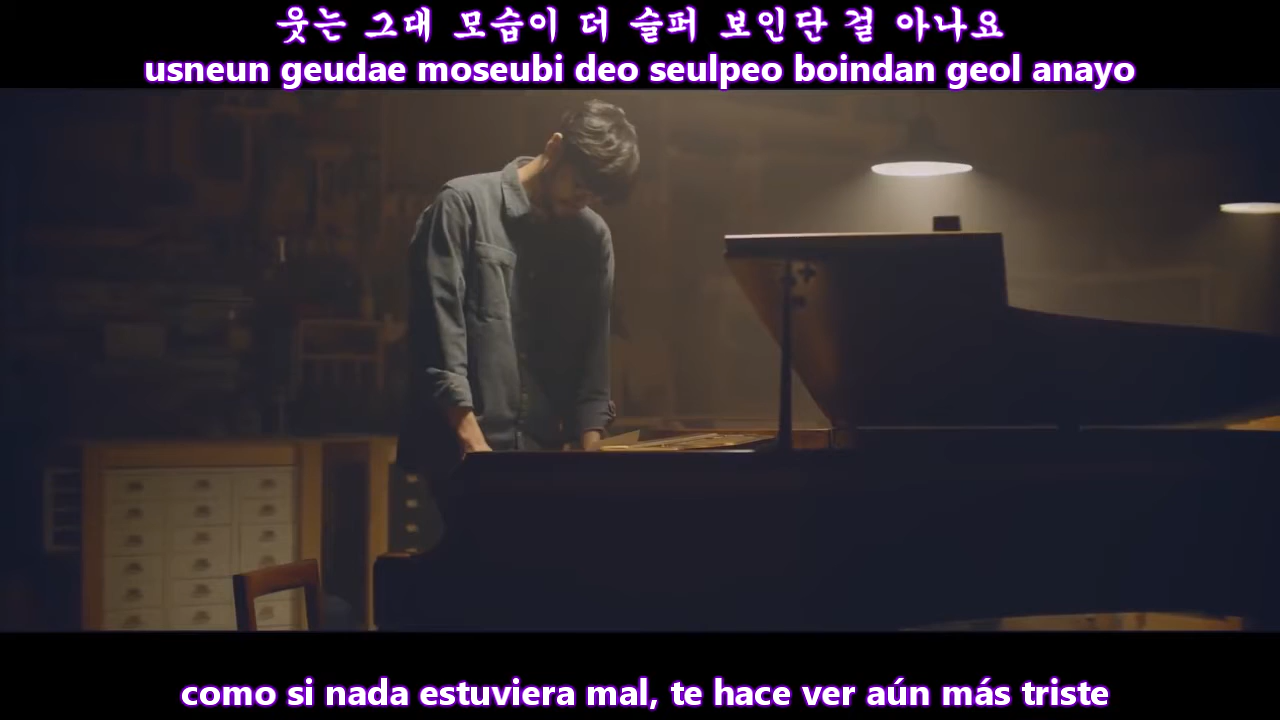 웃는 그대 모습이 더 슬퍼 보인단 걸 아나요
usneun geudae moseubi deo seulpeo boindan geol anayo
como si nada estuviera mal, te hace ver aún más triste